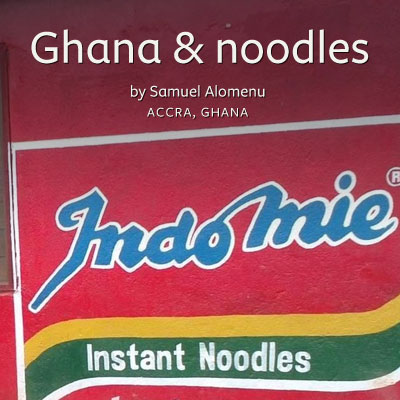 Ghana & noodles
by Samuel Alomenu
ACCRA, GHANA
Indomie®
Instant Noodles